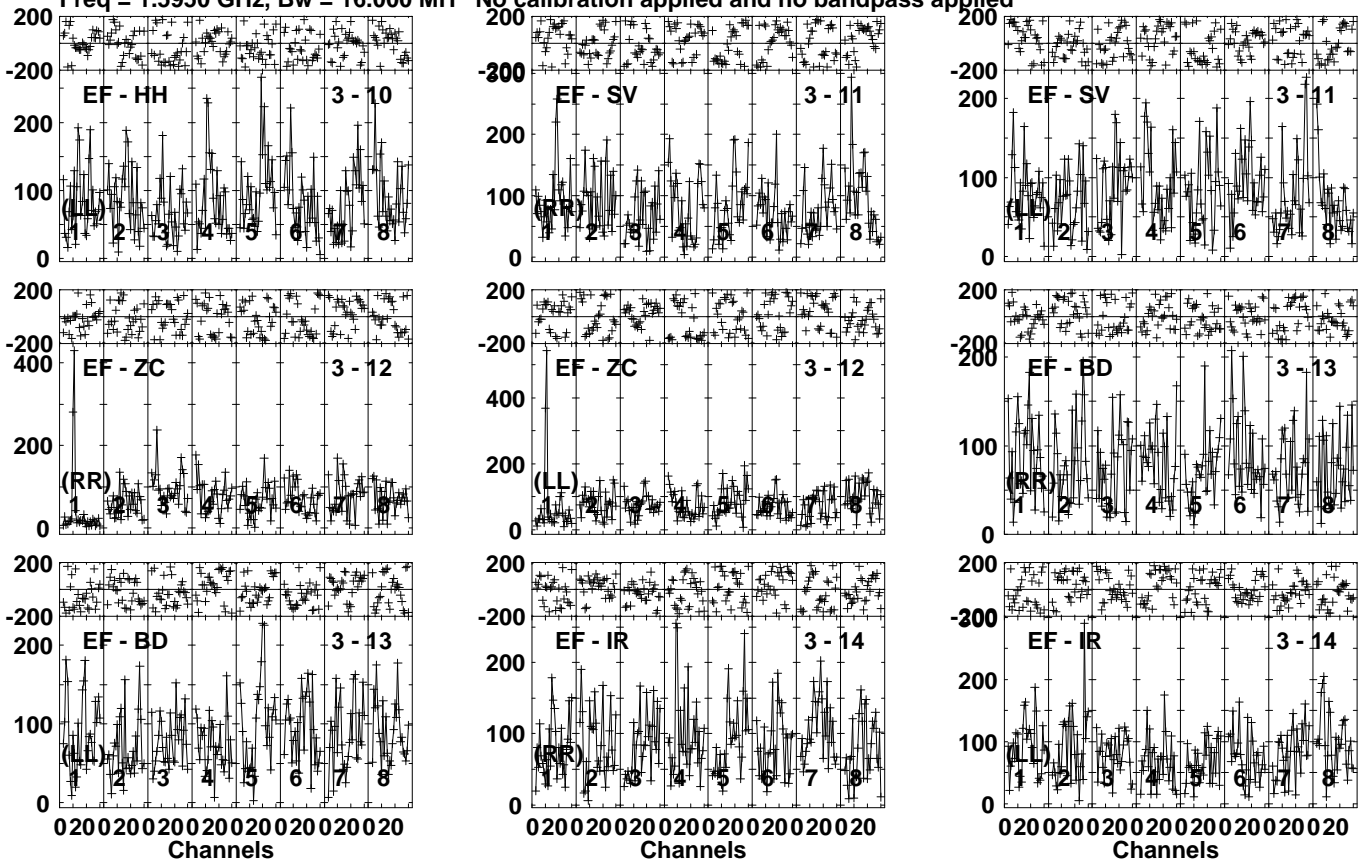 Freq = 1.5950 GHz, Bw = 16.000 MH No calibration applied and no bandpass applied
200 200 200
-200 -200 -200
EF - HH 3 - 10 EF - SV 3 - 11 EF - SV 3 - 11
300
200 200 200
100 100 100
(LL) (RR) (LL)
1 2 3 4 5 6 7 8 1 2 3 4 5 6 7 8 1 2 3 4 5 6 7 8
0 0 0
200 200 200
-200 -200 -200
EF - ZC 3 - 12 EF - ZC 3 - 12 EF - BD 3 - 13
400 400 200
200 200 100
(RR) (LL) (RR)
1 2 3 4 5 6 7 8 1 2 3 4 5 6 7 8 1 2 3 4 5 6 7 8
0 0 0
200 200 200
-200 -200 -200
300
EF - BD 3 - 13 EF - IR 3 - 14 EF - IR 3 - 14
200 200 200
100 100 100
(LL) (RR) (LL)
1 2 3 4 5 6 7 8 1 2 3 4 5 6 7 8 1 2 3 4 5 6 7 8
0 0 0
0 20 0 20 0 20 0 20 0 20 0 20 0 20 0 20 0 20 0 20 0 20 0 20 0 20 0 20 0 20 0 20 0 20 0 20 0 20 0 20 0 20 0 20 0 20 0 20
Channels Channels Channels